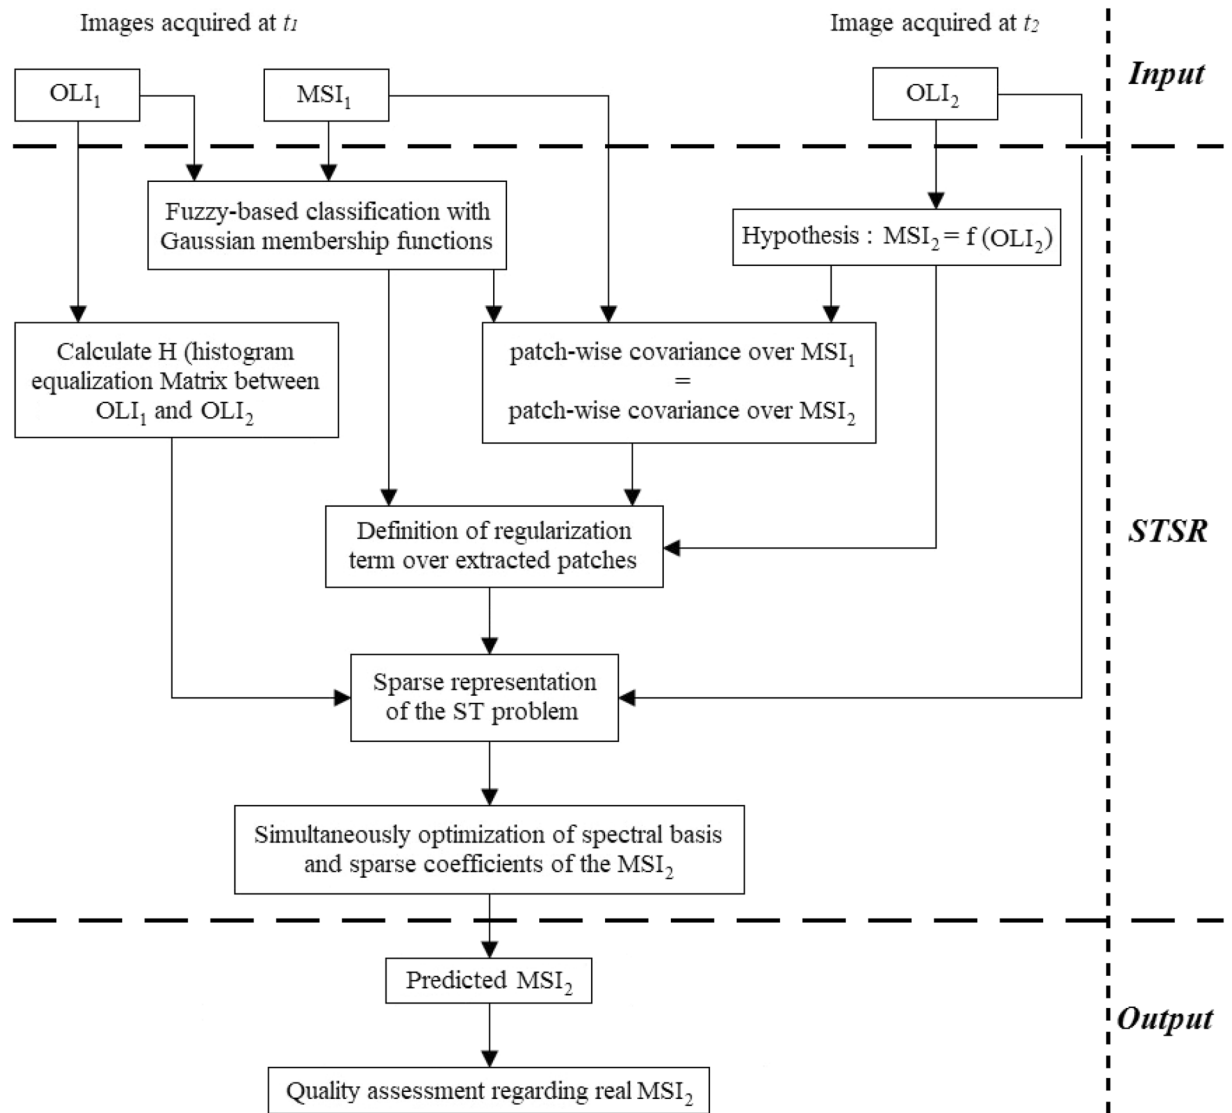 Images acquired at t₁
Image acquired at t₂
Input
OLI₁
MSI₁
OLI₂
Fuzzy-based classification with
Gaussian membership functions
Hypothesis : MSI₂ = f (OLI₂)
Calculate H (histogram
equalization Matrix between
OLI₁ and OLI₂
patch-wise covariance over MSI₁
=
patch-wise covariance over MSI₂
Definition of regularization
term over extracted patches
STSR
Sparse representation
of the ST problem
Simultaneously optimization of spectral basis
and sparse coefficients of the MSI₂
Predicted MSI₂
Output
Quality assessment regarding real MSI₂